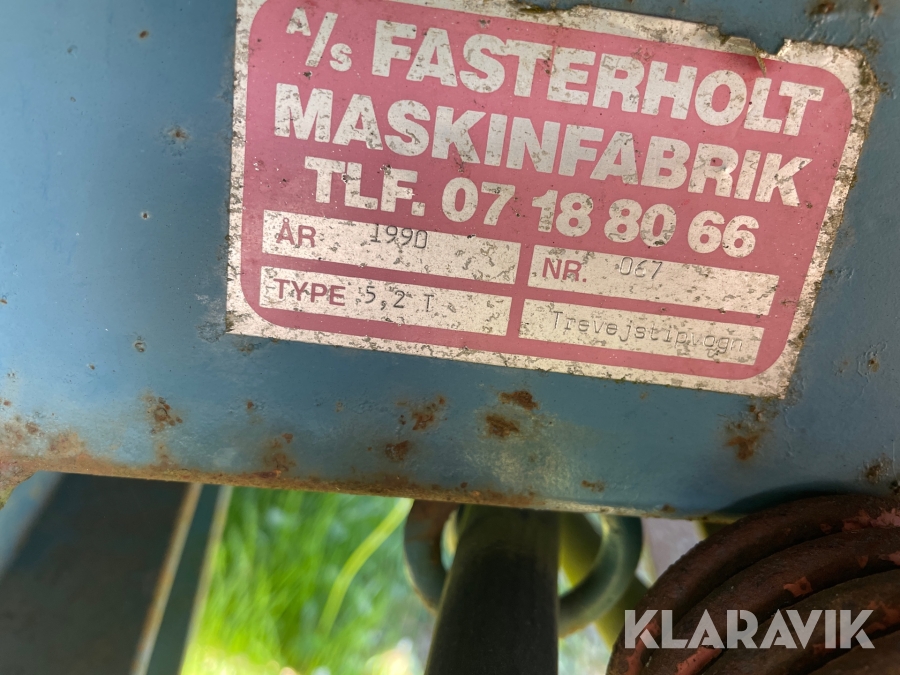 A/S FASTERHOLT
MASKINFABRIK
TLF. 07 18 80 66
ÅR 1990
NR. 067
TYPE 5,2 T
Trevejstipvogn
KLARAVIK